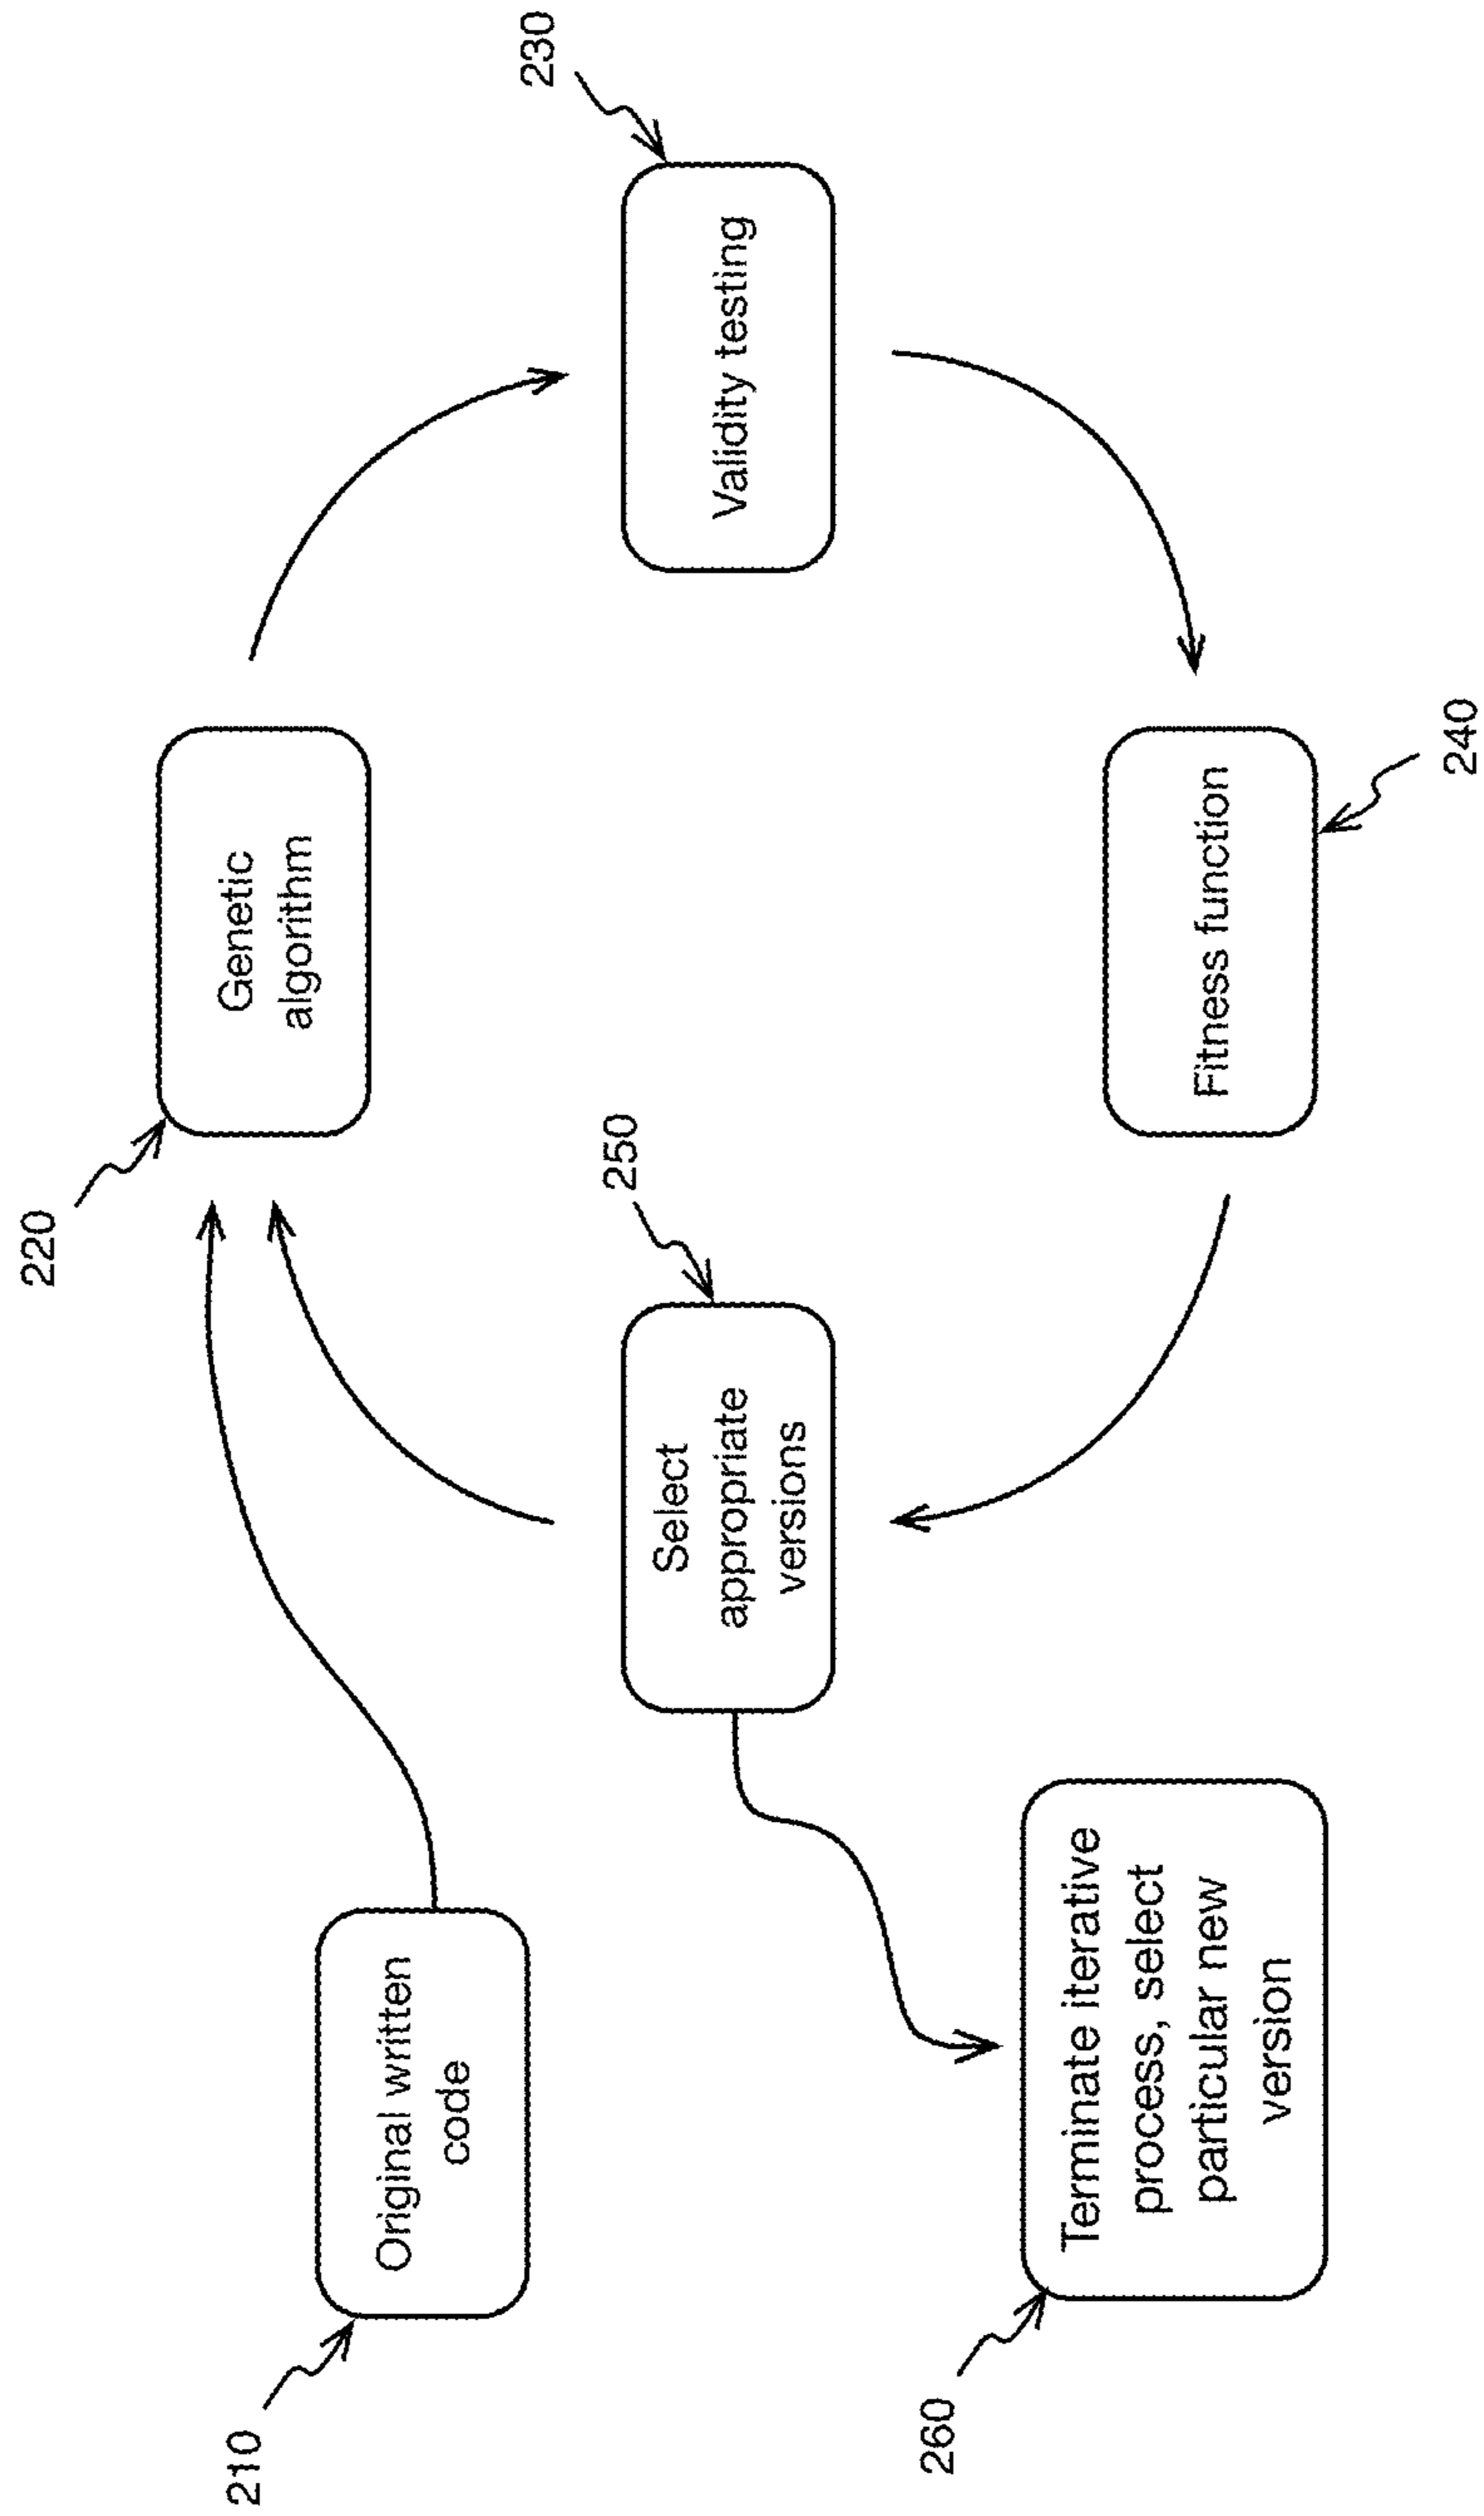 210
Original written
code
220
Genetic
algorithm
230
Validity testing
240
Fitness function
250
Select
appropriate
versions
260
Terminate iterative
process, select
particular new
version